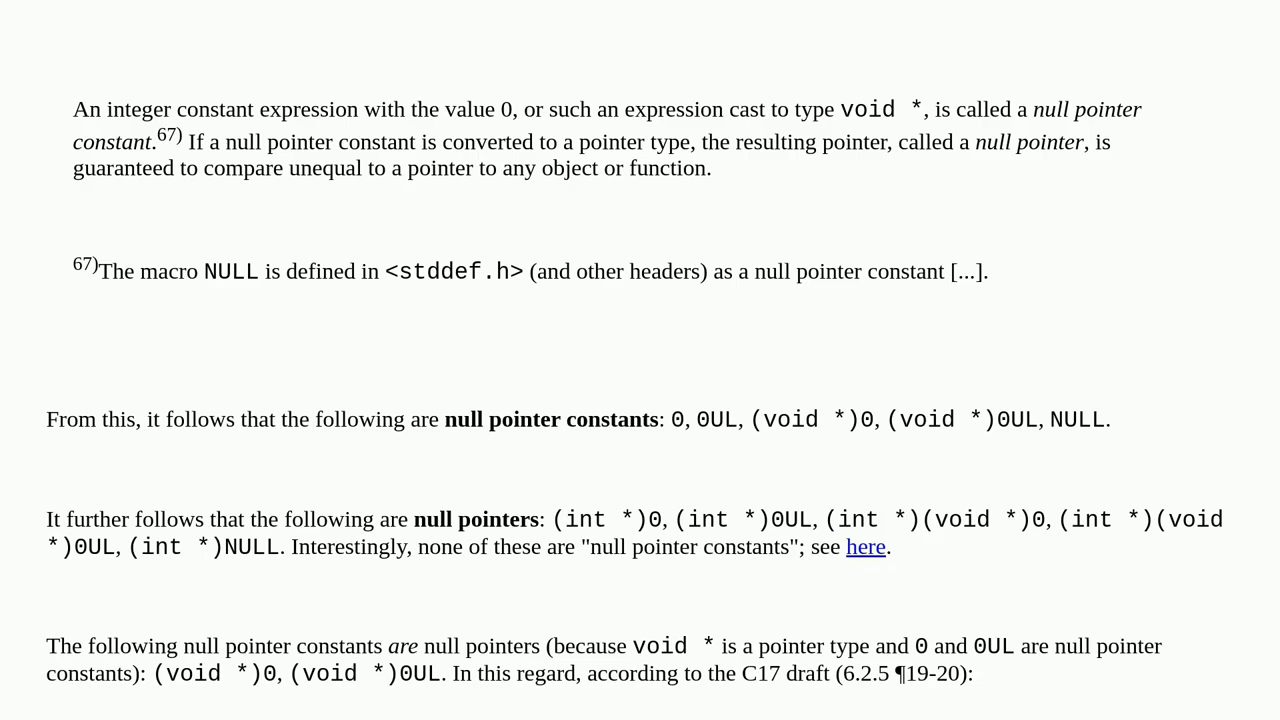 An integer constant expression with the value 0, or such an expression cast to type void *, is called a null pointer
constant.67) If a null pointer constant is converted to a pointer type, the resulting pointer, called a null pointer, is
guaranteed to compare unequal to a pointer to any object or function.
67)The macro NULL is defined in <stddef.h> (and other headers) as a null pointer constant [...].
From this, it follows that the following are null pointer constants: 0, 0UL, (void *)0, (void *)0UL, NULL.
It further follows that the following are null pointers: (int *)0, (int *)0UL, (int *)(void *)0, (int *)(void
*)0UL, (int *)NULL. Interestingly, none of these are "null pointer constants"; see here.
The following null pointer constants are null pointers (because void * is a pointer type and 0 and 0UL are null pointer
constants): (void *)0, (void *)0UL. In this regard, according to the C17 draft (6.2.5 ¶19-20):